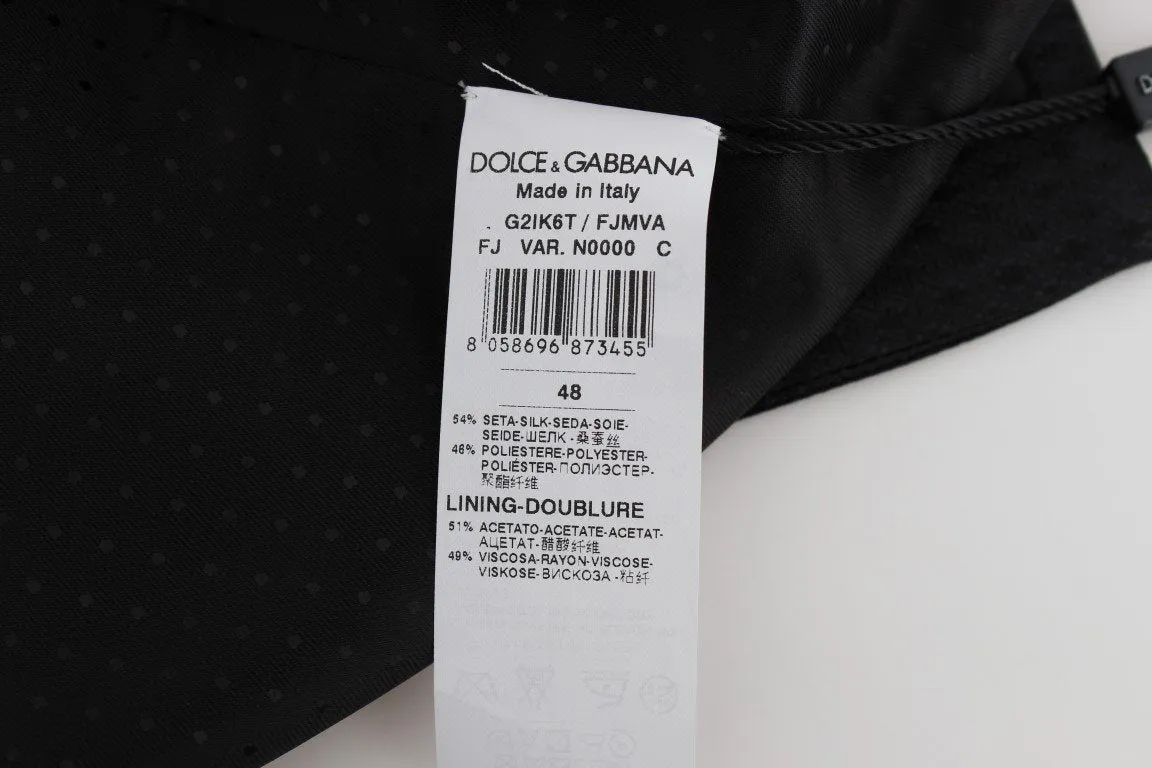 DOLCE & GABBANA
Made in Italy
. G2IK6T / FJMVA
FJ VAR. N0000 C
8 058696 873455
48
54% SETA-SILK-SEDA-SOIE-
SEIDE-ШЕЛК-桑蚕丝
46% POLIESTERE-POLYESTER-
POLIÉSTER-ПОЛИЭСТЕР-
聚酯纤维
LINING-DOUBLURE
51% ACETATO-ACETATE-ACETAT-
АЦЕТАТ-醋酸纤维
49% VISCOSA-RAYON-VISCOSE-
VISKOSE-ВИСКОЗА-粘纤
D